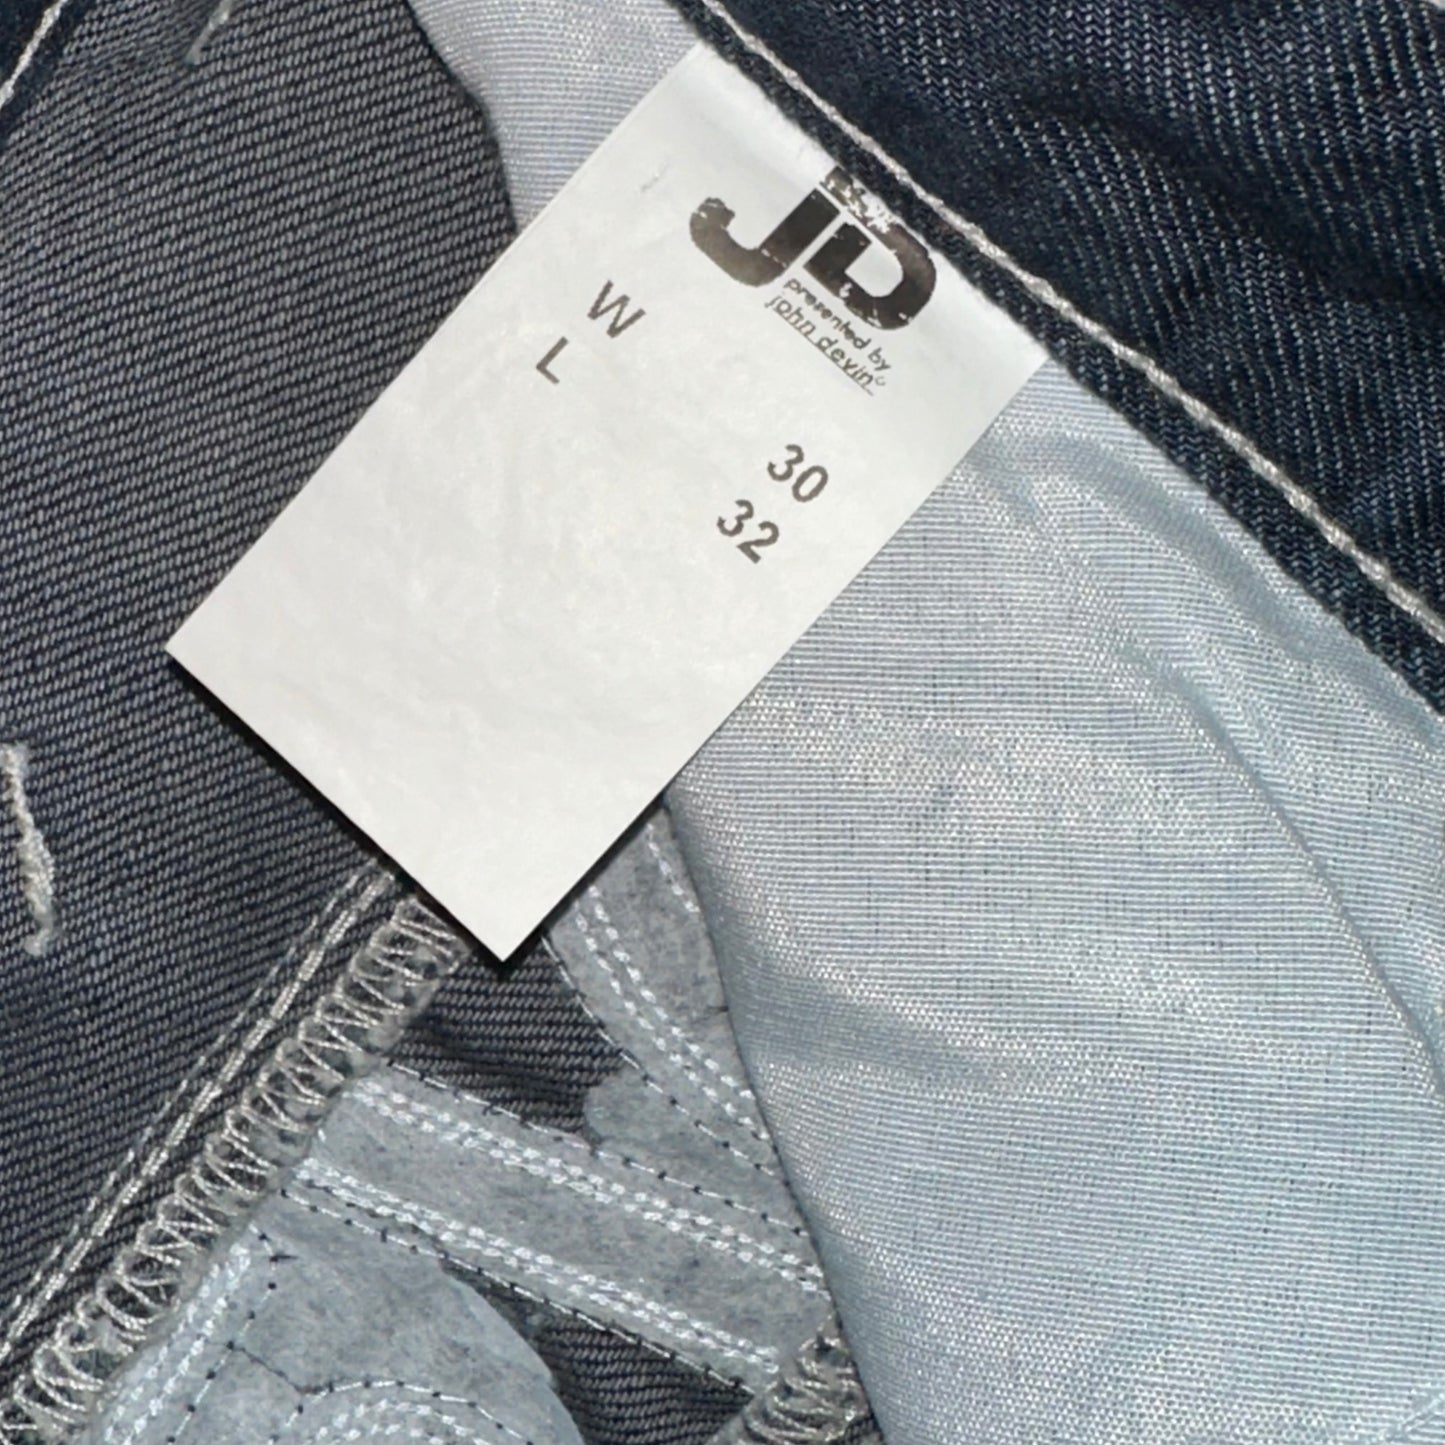 JD
presented by
john devin
W 30
L 32